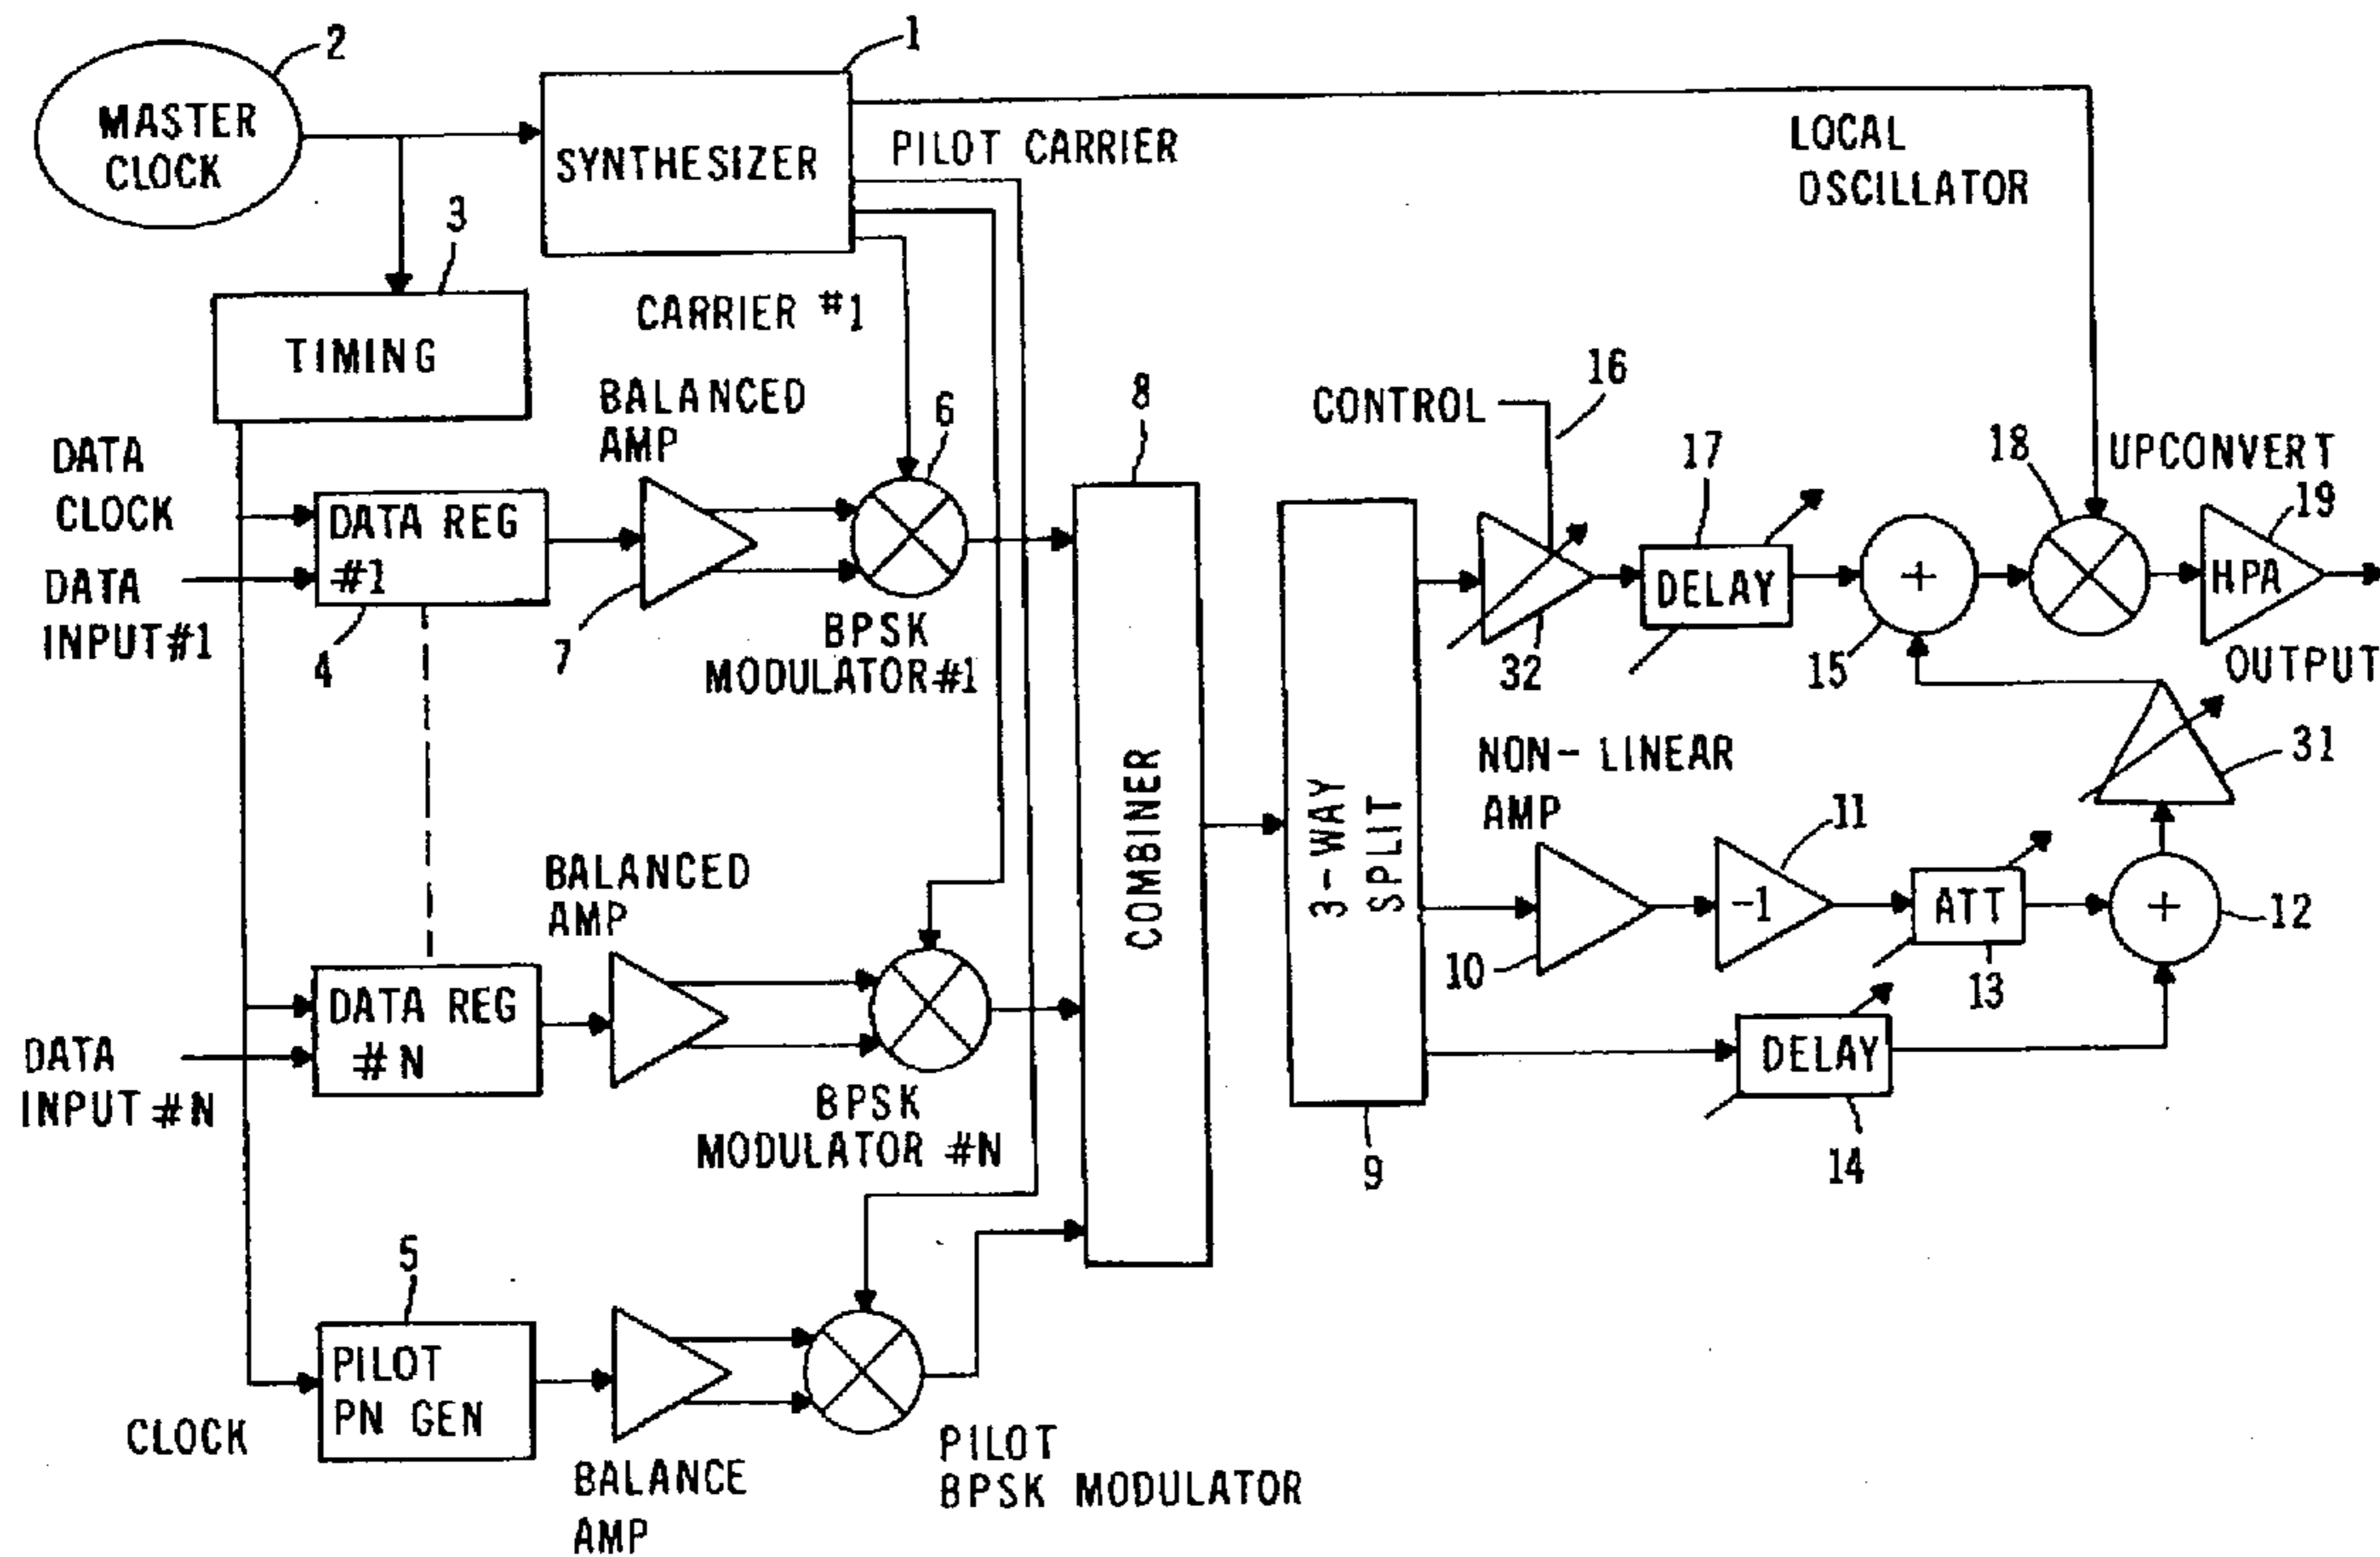 2
1
MASTER
CLOCK
SYNTHESIZER
PILOT CARRIER
LOCAL
OSCILLATOR
3
TIMING
CARRIER #1
BALANCED
AMP
6
8
CONTROL
16
17
18
UPCONVERT
19
DATA
CLOCK
DATA REG
#1
DATA
INPUT #1
4
7
BPSK
MODULATOR #1
DELAY
+
HPA
32
15
OUTPUT
31
COMBINER
3-WAY
SPLIT
NON-LINEAR
AMP
11
10
-1
ATT
13
+
12
BALANCED
AMP
DATA REG
#N
DATA
INPUT #N
BPSK
MODULATOR #N
DELAY
14
9
5
PILOT
PN GEN
CLOCK
BALANCE
AMP
PILOT
BPSK MODULATOR